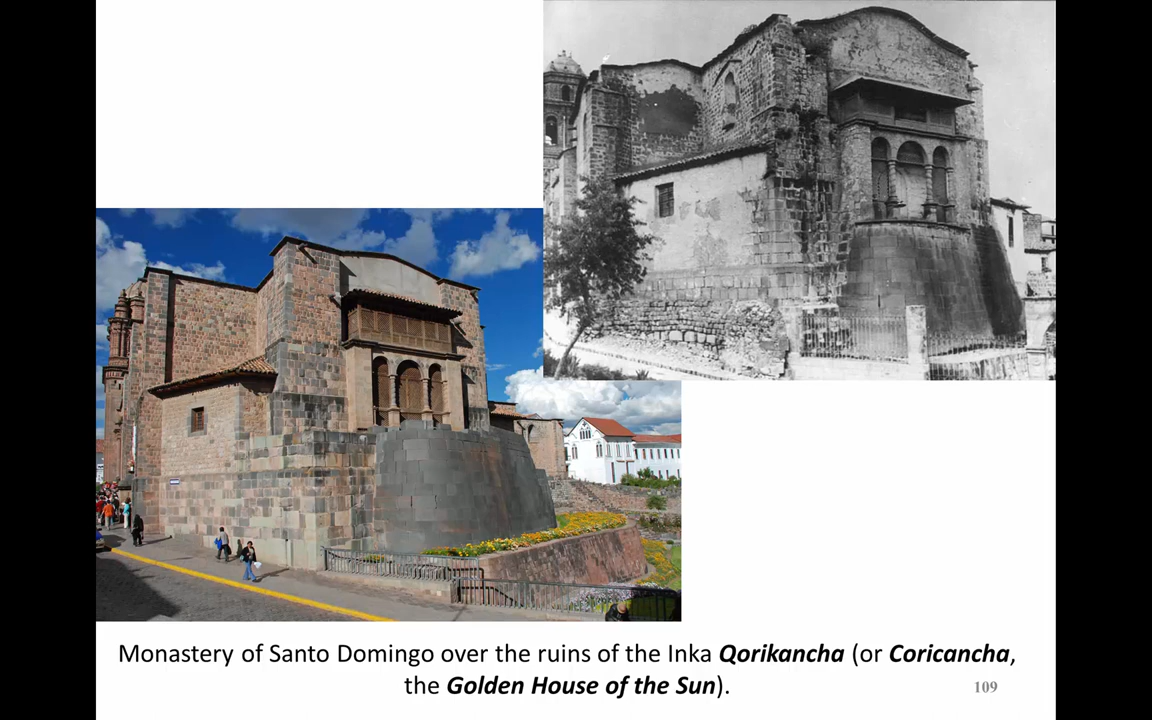 Monastery of Santo Domingo over the ruins of the Inka Qorikancha (or Coricancha,
the Golden House of the Sun).
109